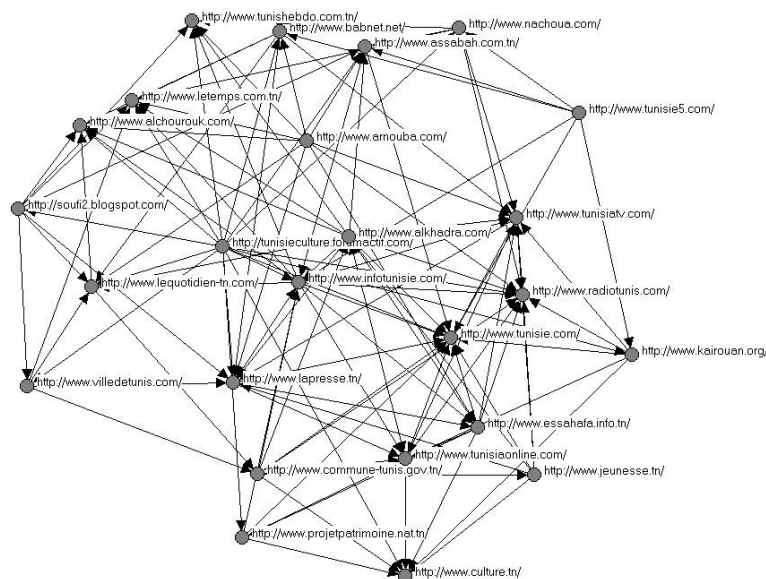 http://www.tunishebdo.com.tn/
http://www.babnet.net/
http://www.nachoua.com/
http://www.assabah.com.tn/
http://www.letemps.com.tn/
http://www.tunisie5.com/
http://www.alchourouk.com/
http://www.arnouba.com/
http://soufi2.blogspot.com/
http://www.tunisiatv.com/
http://www.alkhadra.com/
http://tunisieculture.forumactif.com/
http://www.lequotidien-tn.com/
http://www.infotunisie.com/
http://www.radiotunis.com/
http://www.tunisie.com/
http://www.kairouan.org/
http://www.villedetunis.com/
http://www.lapresse.tn/
http://www.essahafa.info.tn/
http://www.tunisiaonline.com/
http://www.commune-tunis.gov.tn/
http://www.jeunesse.tn/
http://www.projetpatrimoine.nat.tn/
http://www.culture.tn/